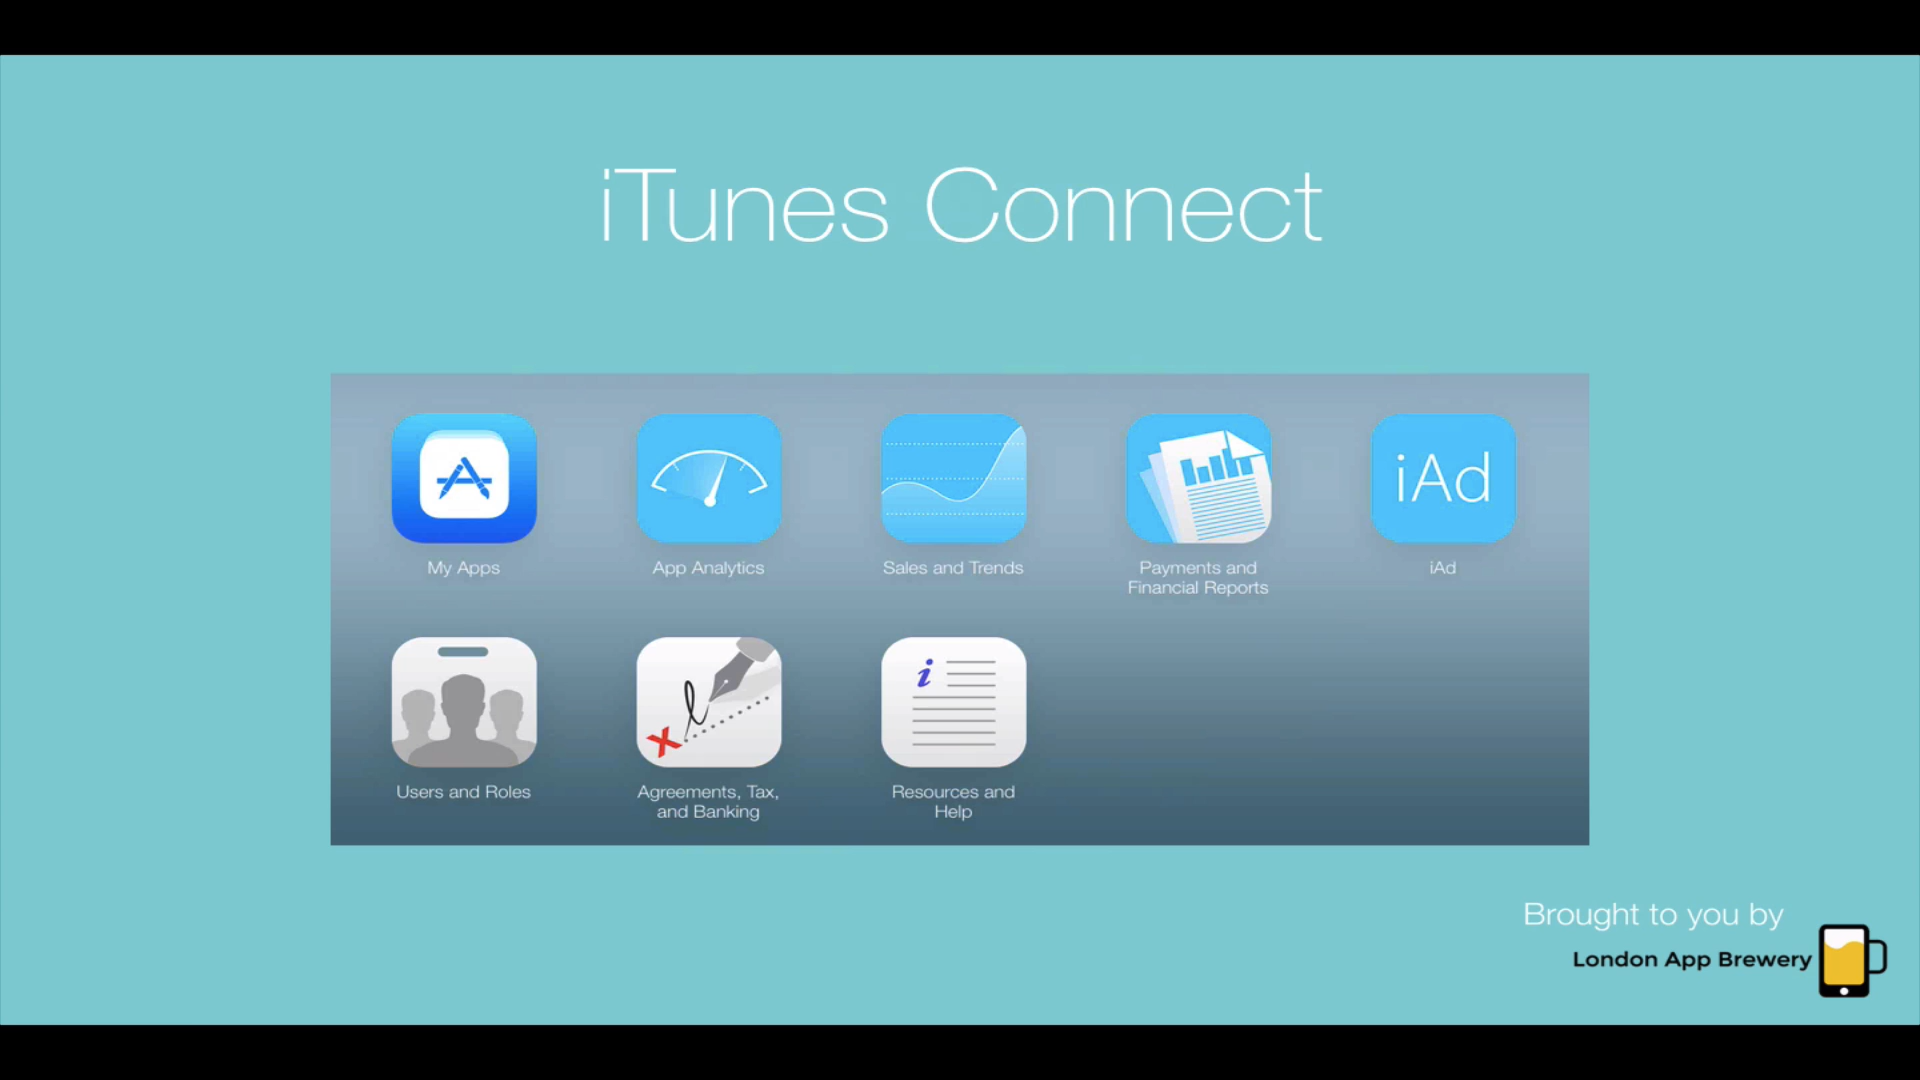 iTunes Connect
iAd
My Apps
App Analytics
Sales and Trends
Payments and
Financial Reports
iAd
Users and Roles
Agreements, Tax,
and Banking
Resources and
Help
Brought to you by
London App Brewery